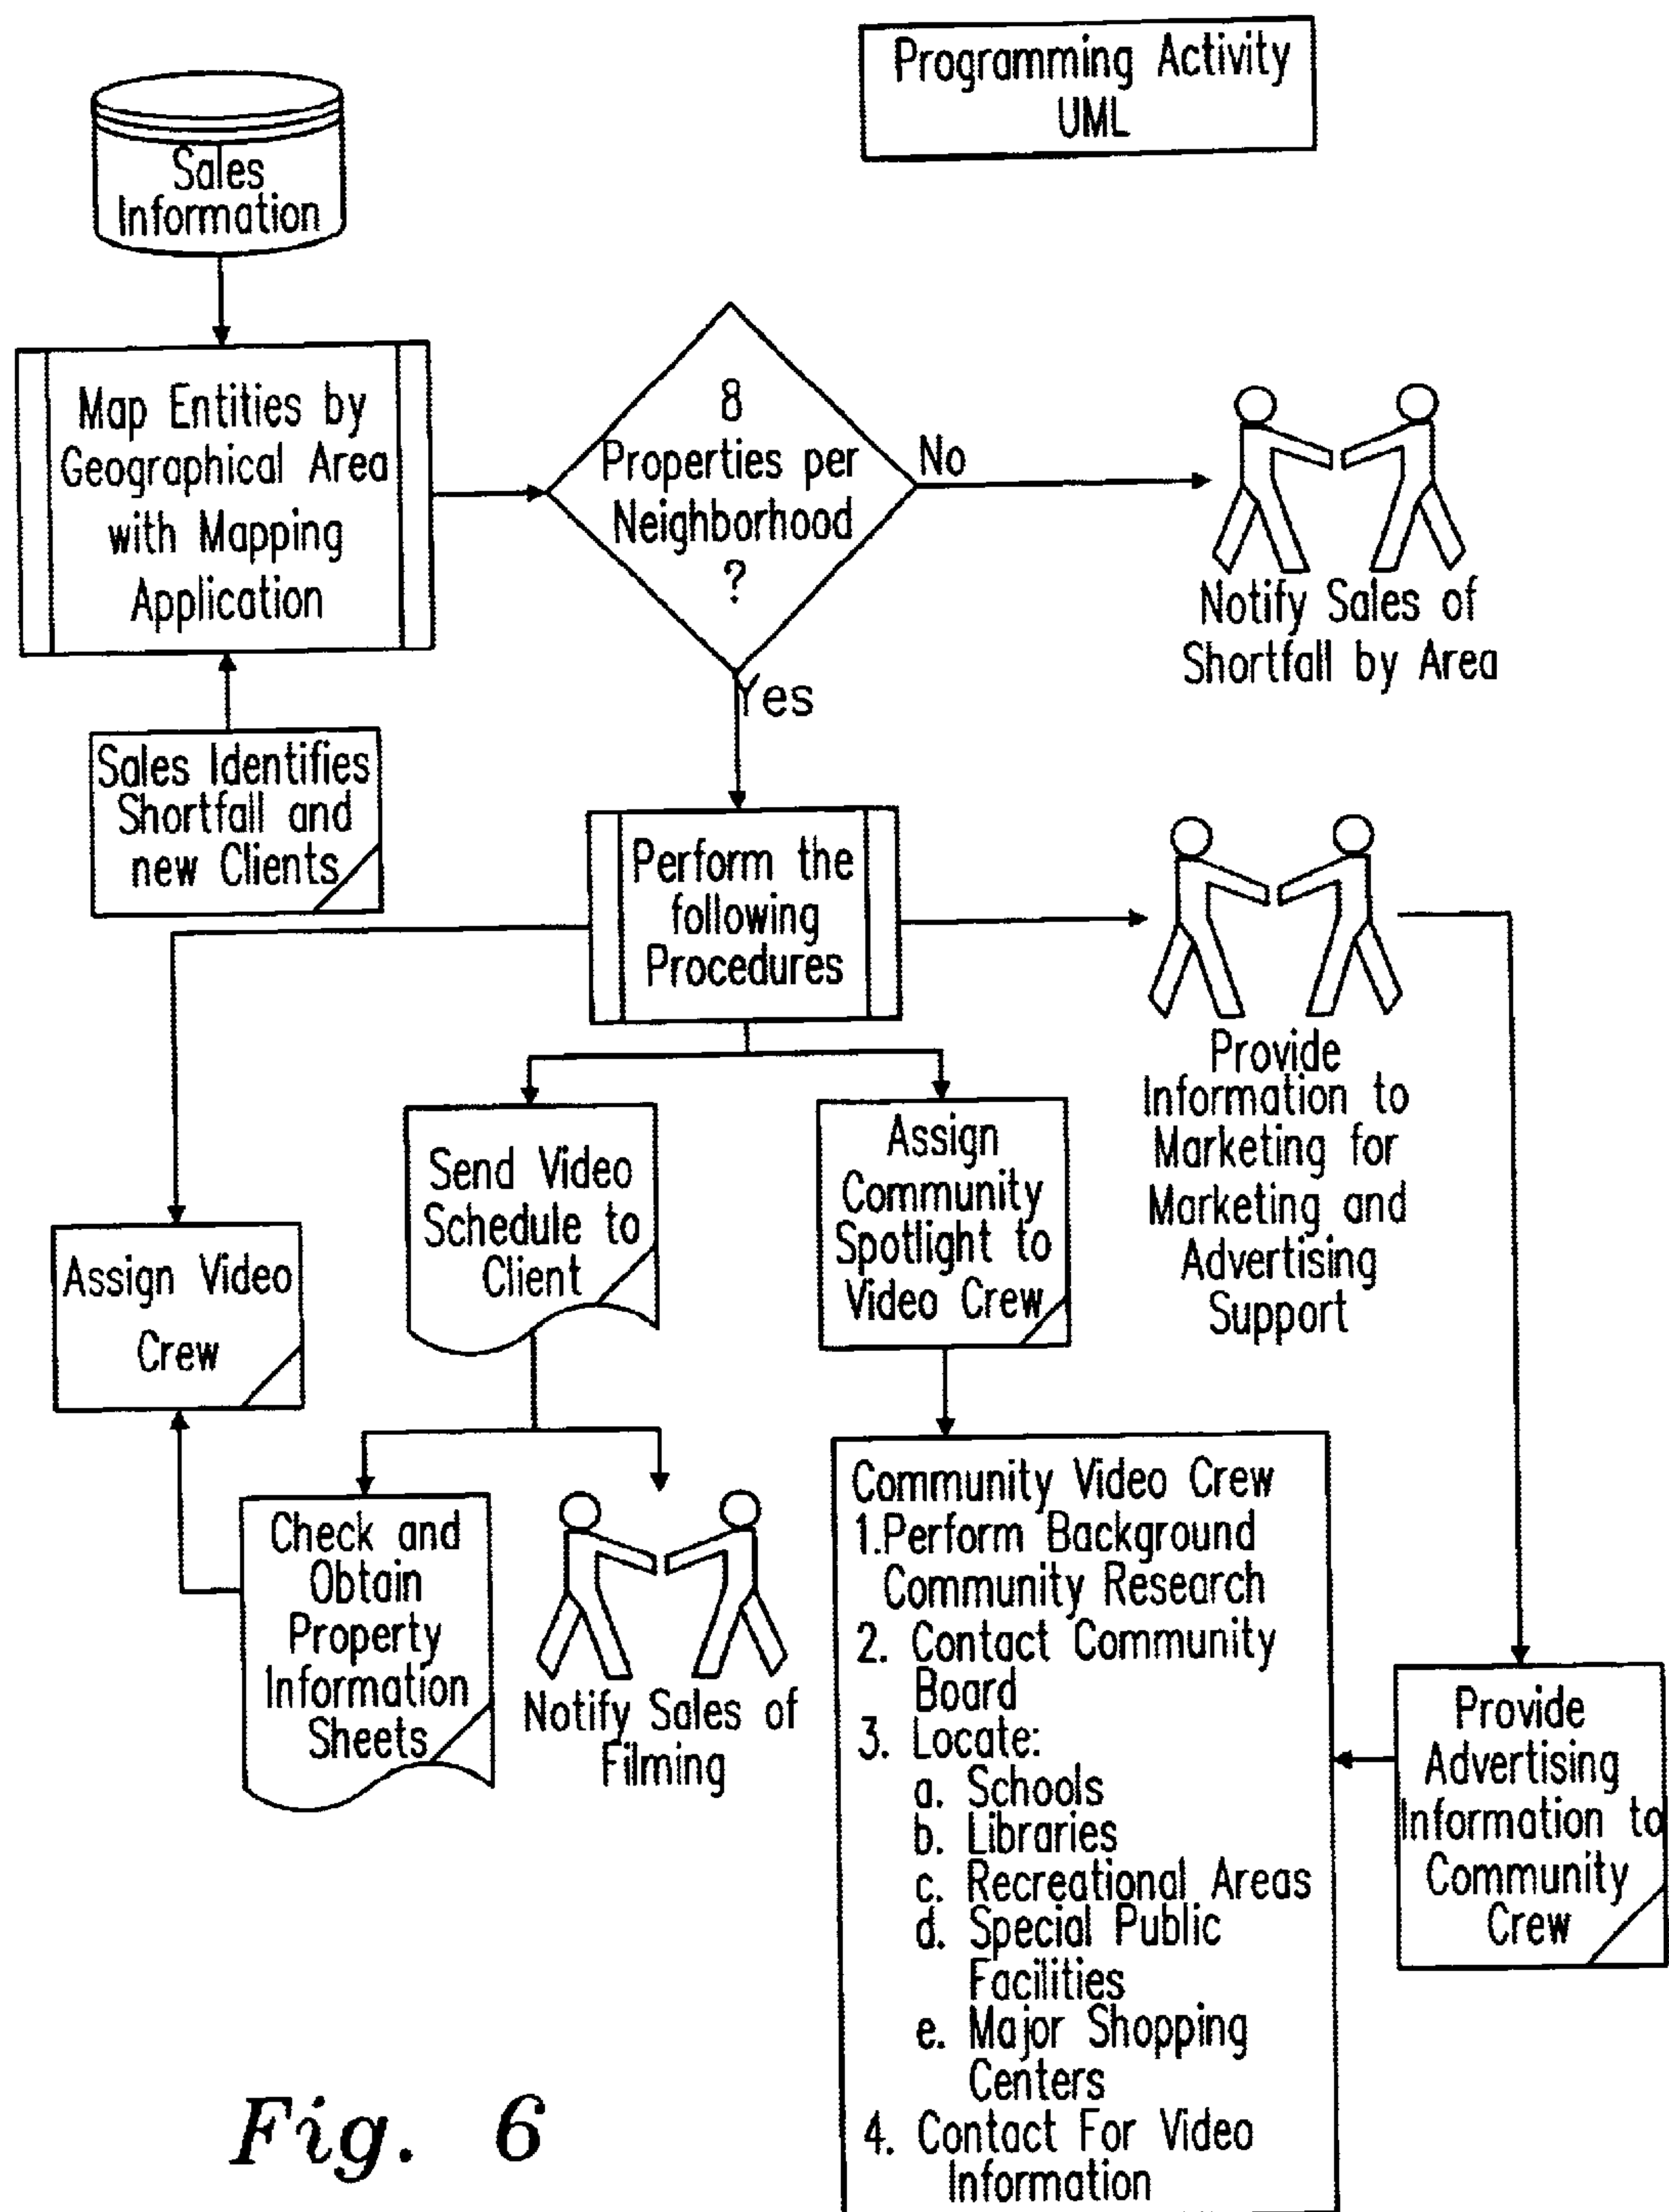 Programming Activity
UML
Sales
Information
Map Entities by
Geographical Area
with Mapping
Application
8
Properties per
Neighborhood
?
No
Notify Sales of
Shortfall by Area
Yes
Sales Identifies
Shortfall and
new Clients
Perform the
following
Procedures
Provide
Information to
Marketing for
Marketing and
Advertising
Support
Assign Video
Crew
Send Video
Schedule to
Client
Assign
Community
Spotlight to
Video Crew
Check and
Obtain
Property
Information
Sheets
Notify Sales of
Filming
Community Video Crew
1.Perform Background
Community Research
2. Contact Community
Board
3. Locate:
a. Schools
b. Libraries
c. Recreational Areas
d. Special Public
Facilities
e. Major Shopping
Centers
4. Contact For Video
Information
Provide
Advertising
Information to
Community
Crew
Fig. 6